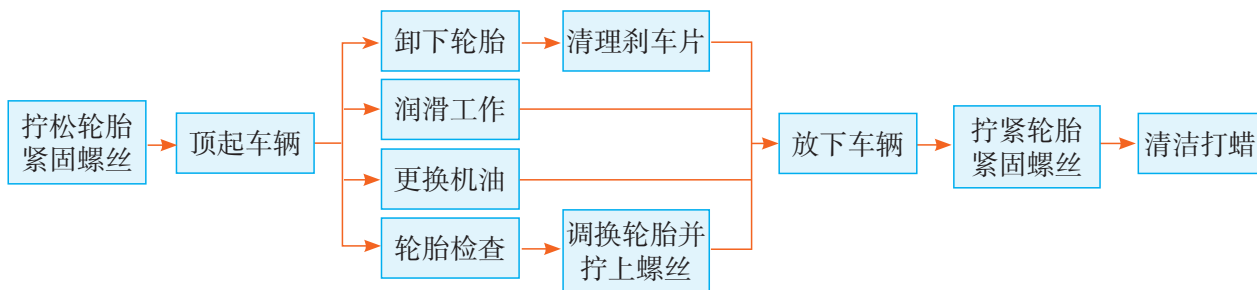 拧松轮胎
紧固螺丝
顶起车辆
卸下轮胎
清理刹车片
润滑工作
更换机油
轮胎检查
调换轮胎并
拧上螺丝
放下车辆
拧紧轮胎
紧固螺丝
清洁打蜡